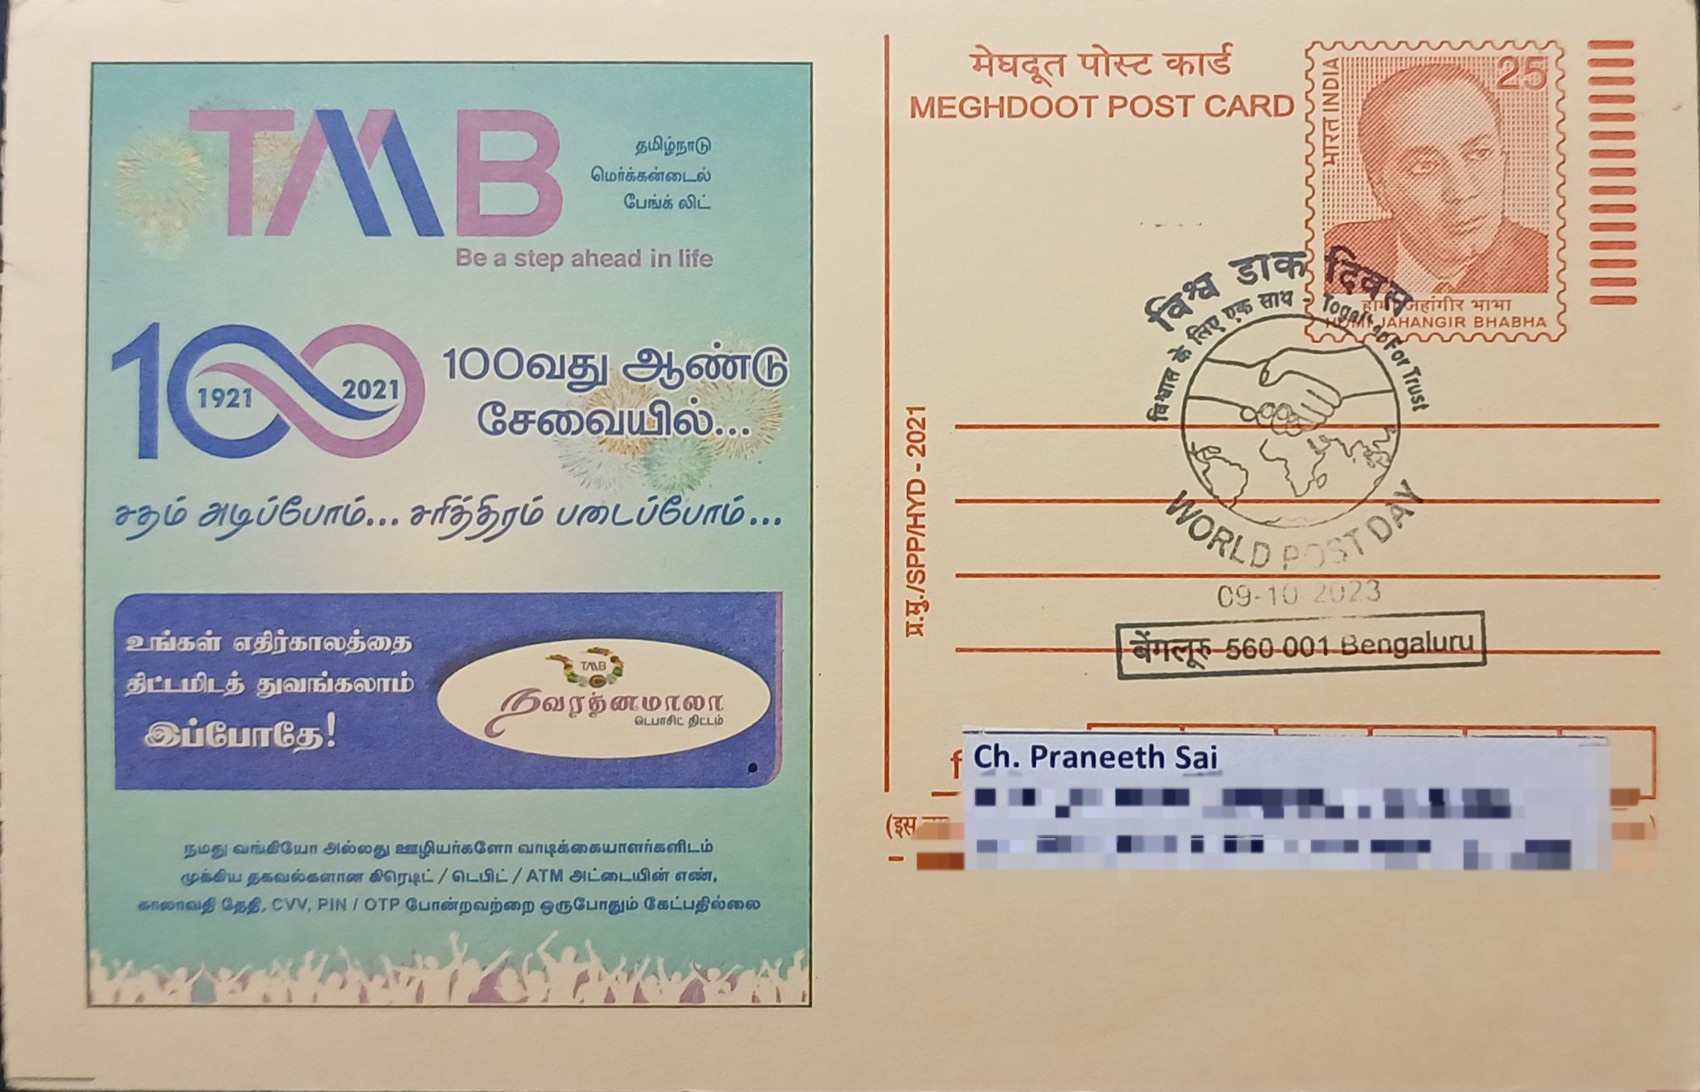 TMB
தமிழ்நாடு
மெர்க்கன்டைல்
பேங்க் லிட்
Be a step ahead in life
100
1921
2021
100வது ஆண்டு
சேவையில்...
சதம் அடிப்போம்... சரித்திரம் படைப்போம்...
உங்கள் எதிர்காலத்தை
திட்டமிடத் துவங்கலாம்
இப்போதே!
TMB
நவரத்னமாலா
டெபாசிட் திட்டம்
நமது வங்கியோ அல்லது ஊழியர்களோ வாடிக்கையாளர்களிடம்
முக்கிய தகவல்களான கிரெடிட் / டெபிட் / ATM அட்டையின் எண்,
காலாவதி தேதி, CVV, PIN / OTP போன்றவற்றை ஒருபோதும் கேட்பதில்லை
मेघदूत पोस्ट कार्ड
MEGHDOOT POST CARD
भारत INDIA
25
होमी जहांगीर भाभा
HOMI JAHANGIR BHABHA
विश्व डाक दिवस
विश्वास के लिए एक साथ - Together For Trust
WORLD POST DAY
09-10 2023
बेंगलूरु 560 001 Bengaluru
प्र.मु./SPP/HYD - 2021
Ch. Praneeth Sai
(इस